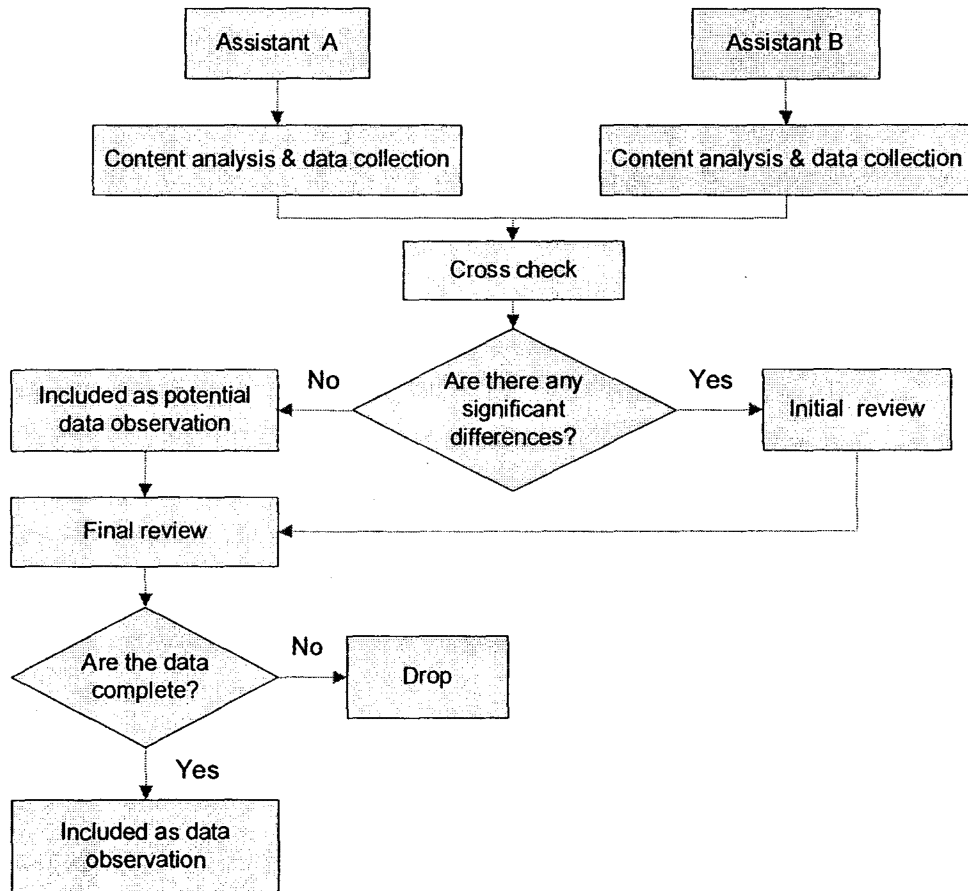 Assistant A
Assistant B
Content analysis & data collection
Content analysis & data collection
Cross check
Are there any
significant
differences?
No
Yes
Included as potential
data observation
Initial review
Final review
Are the data
complete?
No
Drop
Yes
Included as data
observation